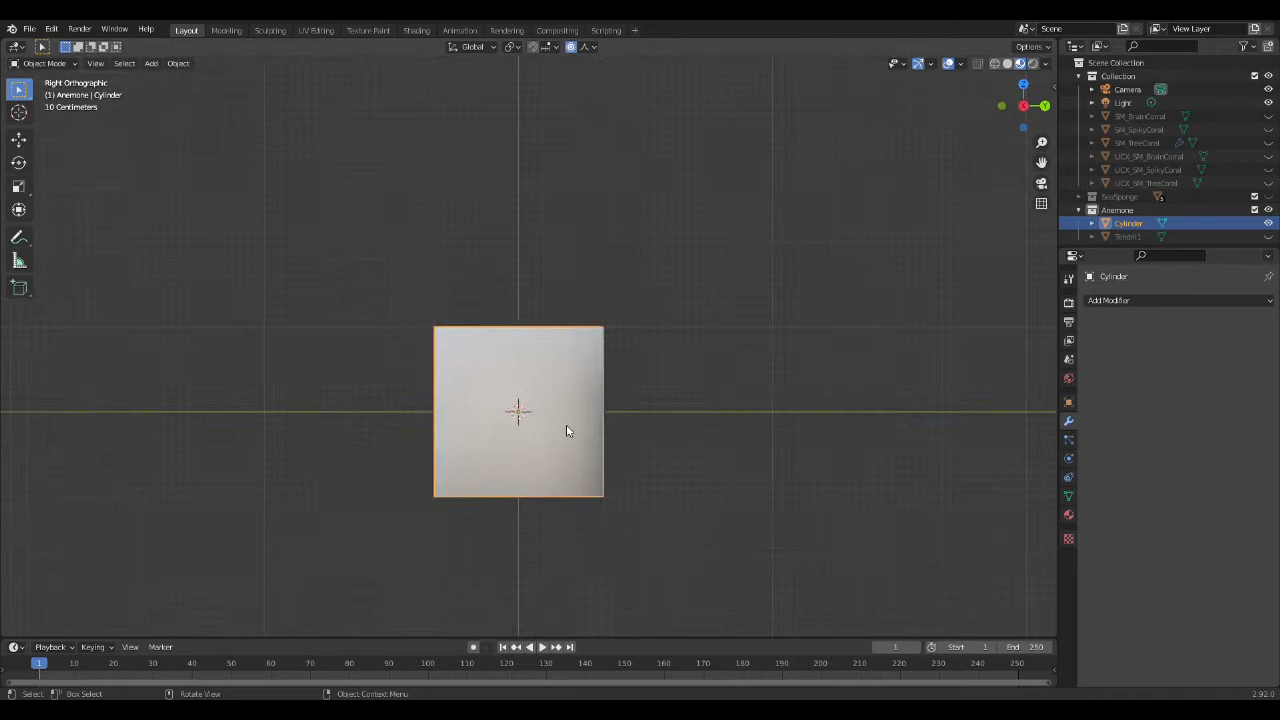 File Edit Render Window Help Layout Modeling Sculpting UV Editing Texture Paint Shading Animation Rendering Compositing Scripting + Scene View Layer
Global Options
Object Mode View Select Add Object
Right Orthographic
(1) Anemone | Cylinder
10 Centimeters
Z
X Y
Scene Collection
Collection
Camera
Light
SM_BrainCorral
SM_SpikyCoral
SM_TreeCoral
UCX_SM_BrainCorral
UCX_SM_SpikyCoral
UCX_SM_TreeCoral
SeaSponge
Anemone
Cylinder
Tendril1
Cylinder
Add Modifier
Playback Keying View Marker 1 Start 1 End 250
1 10 20 30 40 50 60 70 80 90 100 110 120 130 140 150 160 170 180 190 200 210 220 230 240 250
Select Box Select Rotate View Object Context Menu 2.92.0